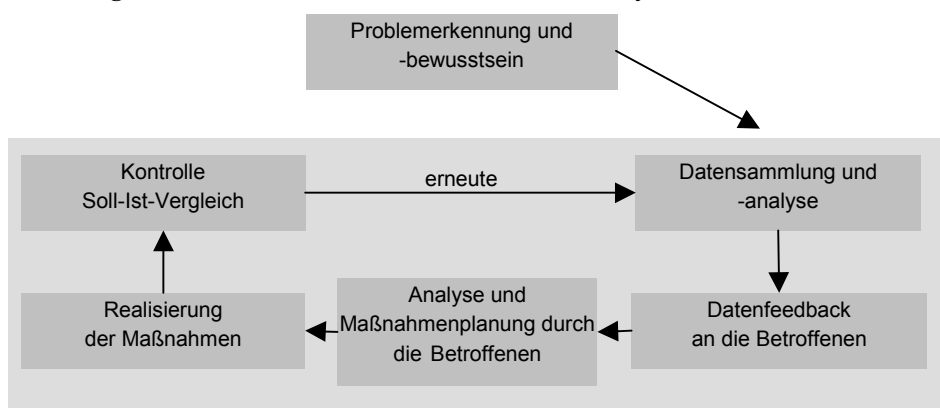 Problemerkennung und
-bewusstsein
Kontrolle
Soll-Ist-Vergleich
erneute
Datensammlung und
-analyse
Realisierung
der Maßnahmen
Analyse und
Maßnahmenplanung durch
die Betroffenen
Datenfeedback
an die Betroffenen